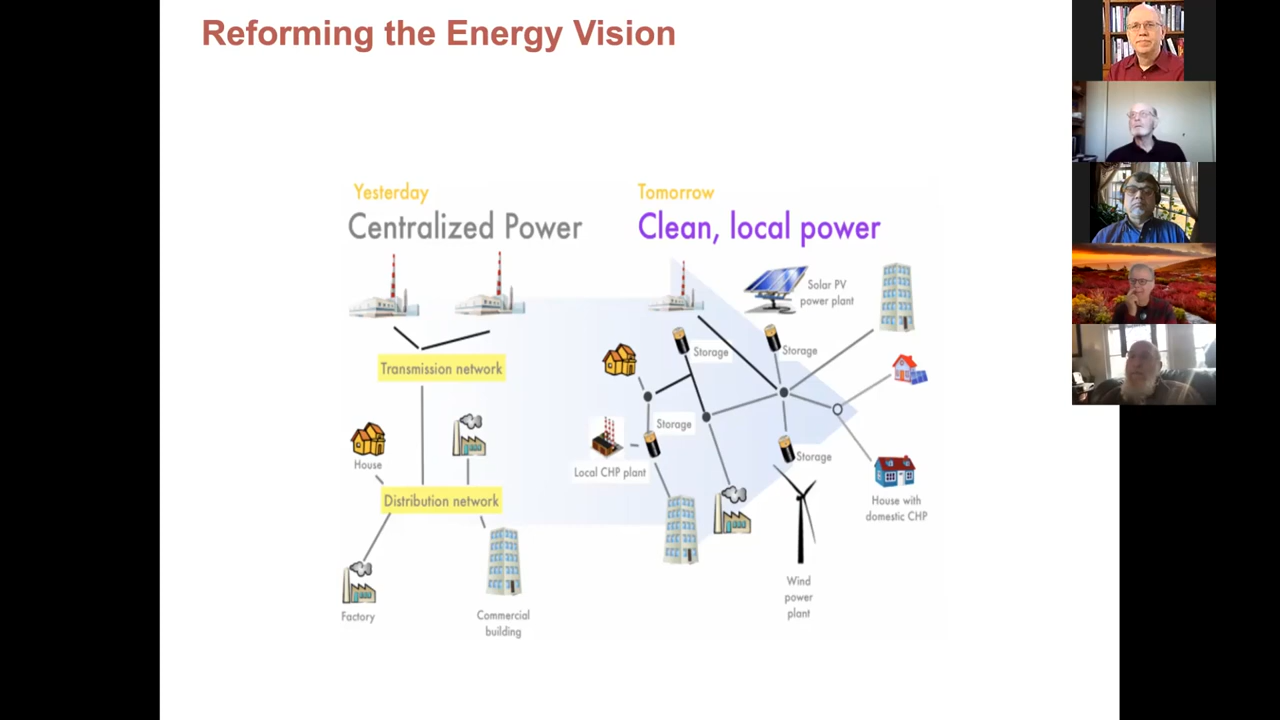 Reforming the Energy Vision
Yesterday
Centralized Power
Transmission network
House
Distribution network
Factory
Commercial
building
Tomorrow
Clean, local power
Solar PV
power plant
Storage
Storage
Storage
Local CHP plant
Storage
House with
domestic CHP
Wind
power
plant